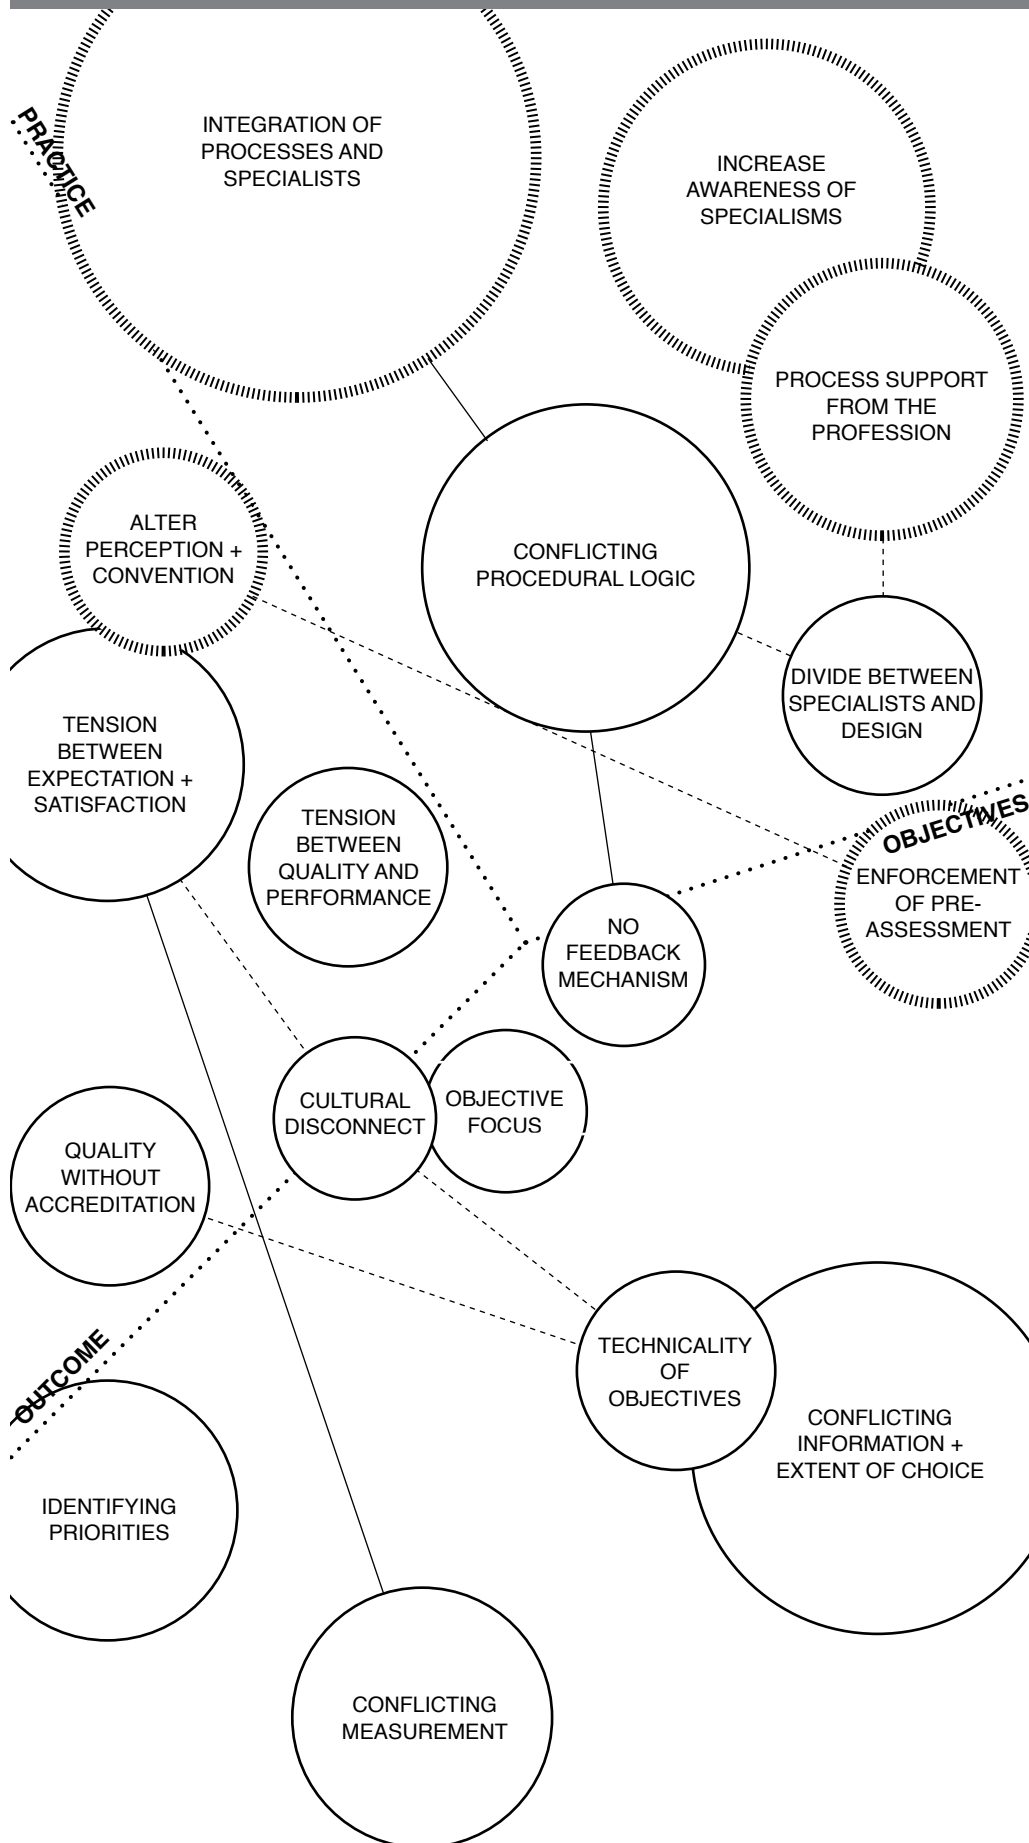 PRACTICE
INTEGRATION OF
PROCESSES AND
SPECIALISTS
INCREASE
AWARENESS OF
SPECIALISMS
PROCESS SUPPORT
FROM THE
PROFESSION
ALTER
PERCEPTION +
CONVENTION
CONFLICTING
PROCEDURAL LOGIC
DIVIDE BETWEEN
SPECIALISTS AND
DESIGN
TENSION
BETWEEN
EXPECTATION +
SATISFACTION
TENSION
BETWEEN
QUALITY AND
PERFORMANCE
OBJECTIVES
ENFORCEMENT
OF PRE-
ASSESSMENT
NO
FEEDBACK
MECHANISM
CULTURAL
DISCONNECT
OBJECTIVE
FOCUS
QUALITY
WITHOUT
ACCREDITATION
OUTCOME
TECHNICALITY
OF
OBJECTIVES
CONFLICTING
INFORMATION +
EXTENT OF CHOICE
IDENTIFYING
PRIORITIES
CONFLICTING
MEASUREMENT